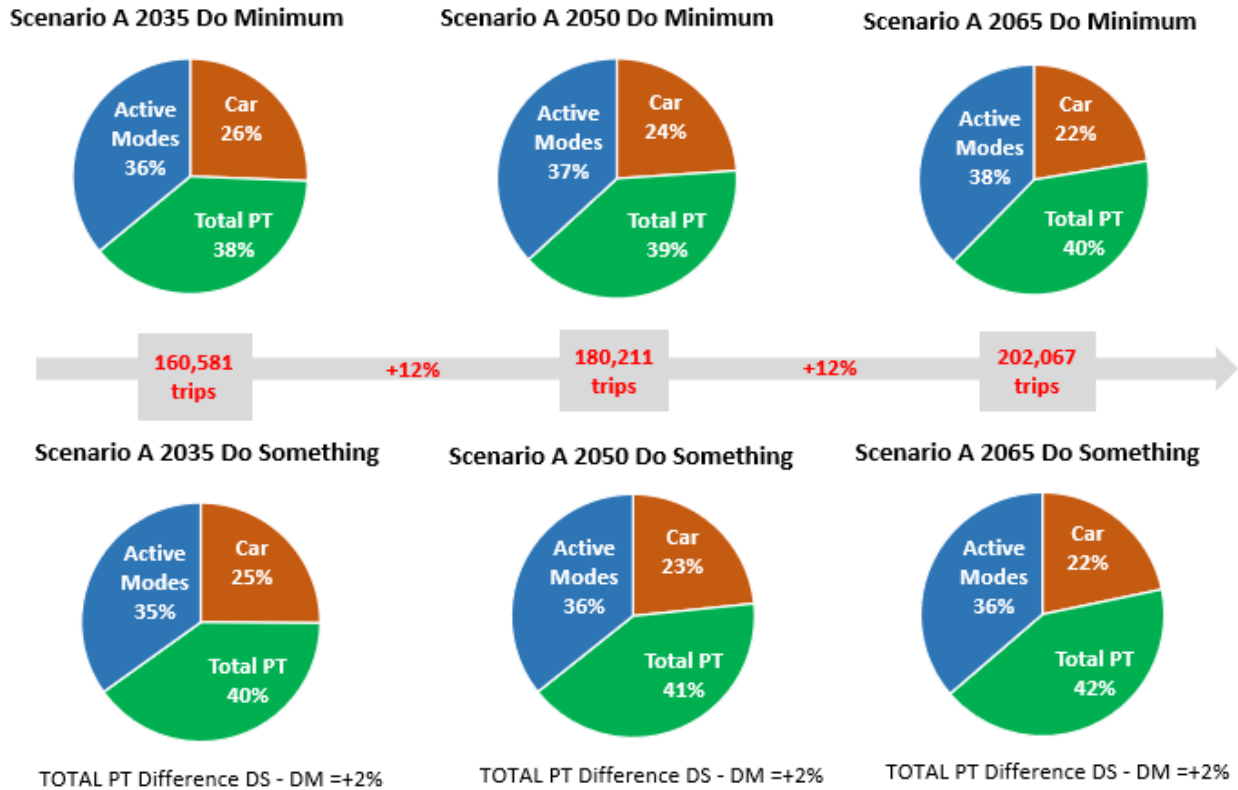 Scenario A 2035 Do Minimum
Scenario A 2050 Do Minimum
Scenario A 2065 Do Minimum
Active
Modes
36%
Car
26%
Total PT
38%
Active
Modes
37%
Car
24%
Total PT
39%
Active
Modes
38%
Car
22%
Total PT
40%
160,581
trips
+12%
180,211
trips
+12%
202,067
trips
Scenario A 2035 Do Something
Scenario A 2050 Do Something
Scenario A 2065 Do Something
Active
Modes
35%
Car
25%
Total PT
40%
Active
Modes
36%
Car
23%
Total PT
41%
Active
Modes
36%
Car
22%
Total PT
42%
TOTAL PT Difference DS - DM =+2%
TOTAL PT Difference DS - DM =+2%
TOTAL PT Difference DS - DM =+2%